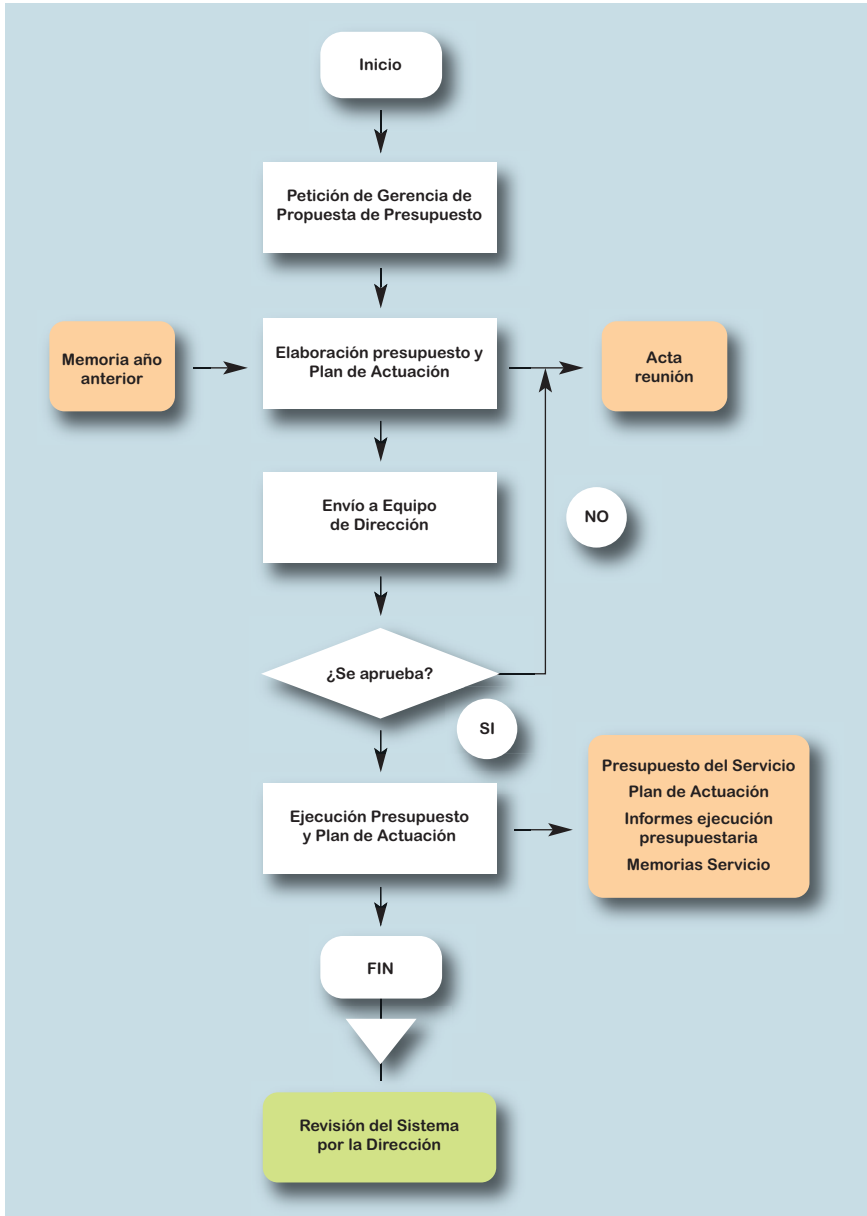 Inicio
Petición de Gerencia de
Propuesta de Presupuesto
Memoria año
anterior
Elaboración presupuesto y
Plan de Actuación
Acta
reunión
Envío a Equipo
de Dirección
NO
¿Se aprueba?
SI
Ejecución Presupuesto
y Plan de Actuación
Presupuesto del Servicio
Plan de Actuación
Informes ejecución
presupuestaria
Memorias Servicio
FIN
Revisión del Sistema
por la Dirección